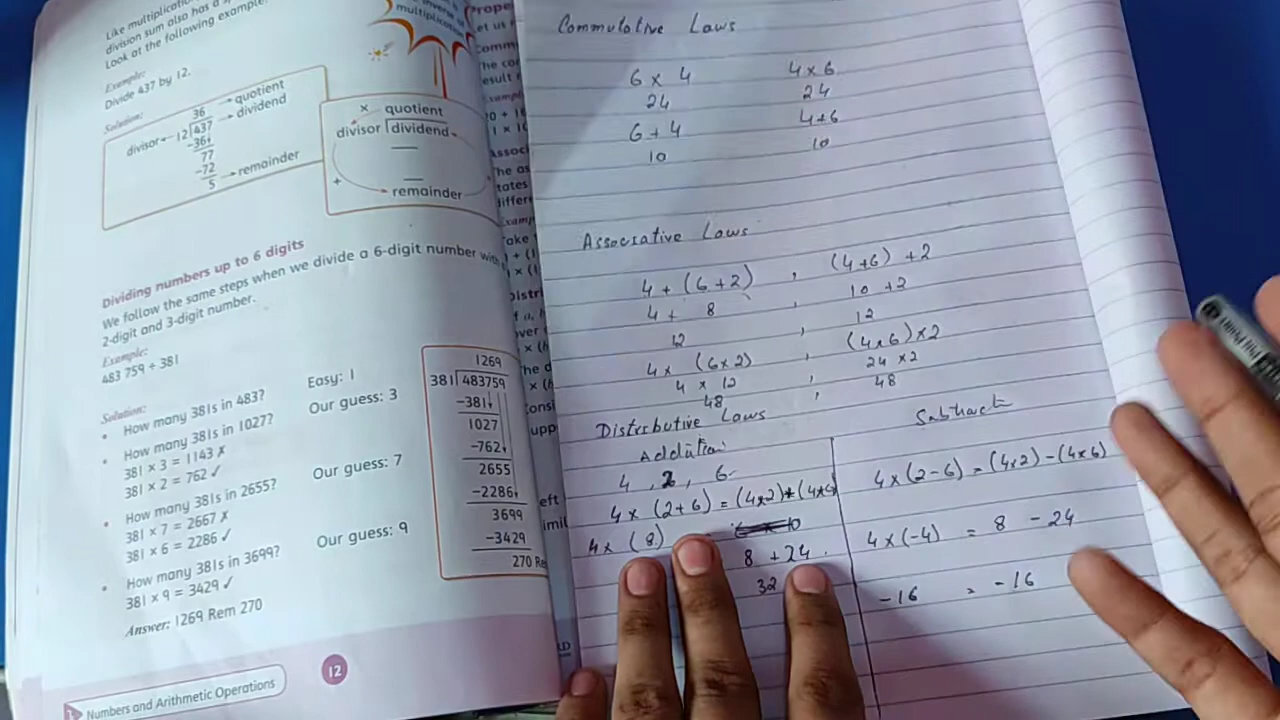 Like
division sum also has a
Look at the following example.
multiplication
Example:
Divide 437 by 12.
Solution:
36 quotient
divisor 12 437 dividend
-36
77
-72
5 remainder
× quotient
divisor dividend
+
remainder
Dividing numbers up to 6 digits
We follow the same steps when we divide a 6-digit number with
2-digit and 3-digit number.
Example:
483 759 ÷ 381
Solution:
• How many 381s in 483? Easy: 1
• How many 381s in 1027? Our guess: 3
381 × 3 = 1143 ✗
381 × 2 = 762 ✓
• How many 381s in 2655? Our guess: 7
381 × 7 = 2667 ✗
381 × 6 = 2286 ✓
• How many 381s in 3699? Our guess: 9
381 × 9 = 3429 ✓
Answer: 1269 Rem 270
1269
381 483759
-381
1027
-762
2655
-2286
3699
-3429
270
Numbers and Arithmetic Operations
12
Commulative Laws
6 × 4 4 × 6
24 24
6 + 4 4+6
10 10
Associative Laws
4 + (6 + 2) , (4+6) + 2
4 + 8 , 10 + 2
12 , 12
4 × (6×2) , (4×6) × 2
4 × 12 , 24 × 2
48 , 48
Distributive Laws
Addition
4 , 2 , 6
4 × (2+6) = (4×2)+(4×6
4 × (8)
8 + 24
32
Subtract
4 × (2-6) = (4×2) - (4×6)
4 × (-4) = 8 - 24
-16 = -16